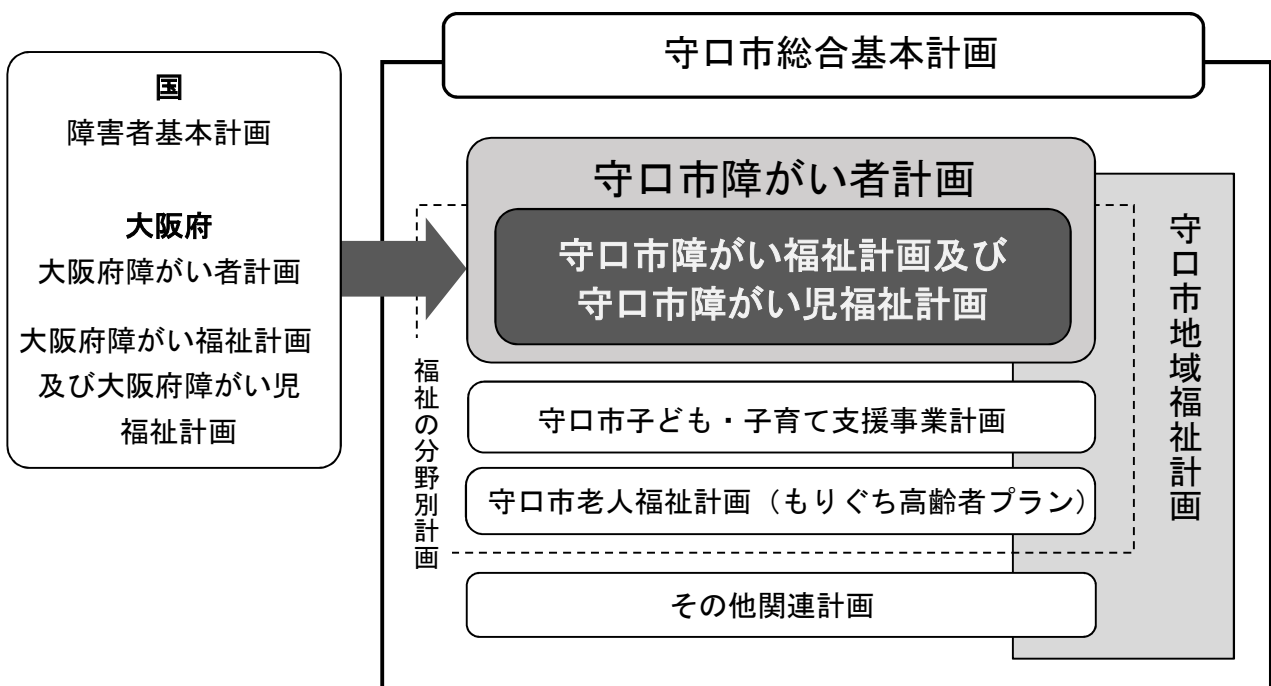 国
障害者基本計画
大阪府
大阪府障がい者計画
大阪府障がい福祉計画
及び大阪府障がい児
福祉計画
守口市総合基本計画
守口市障がい者計画
守口市障がい福祉計画及び
守口市障がい児福祉計画
福祉の分野別計画
守口市子ども・子育て支援事業計画
守口市老人福祉計画（もりぐち高齢者プラン）
その他関連計画
守口市地域福祉計画